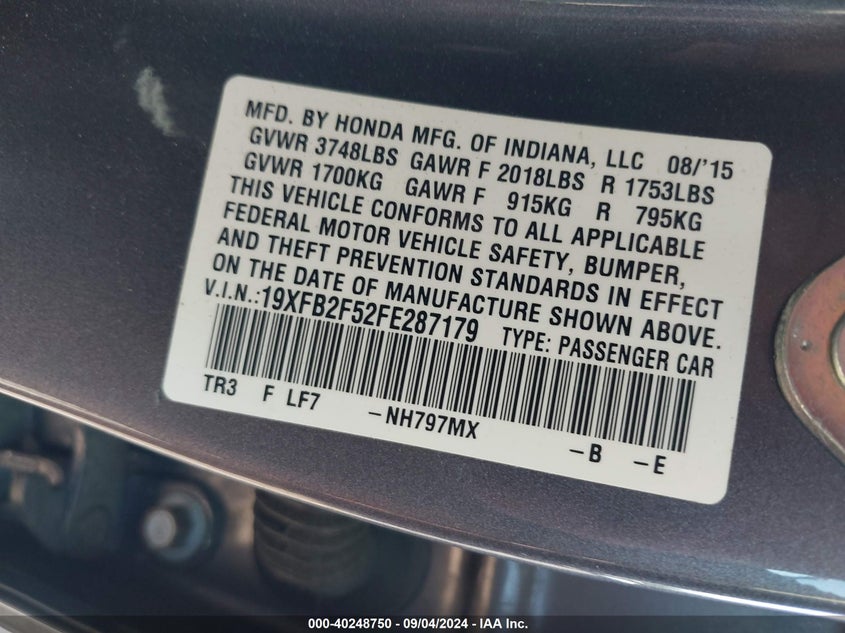 MFD. BY HONDA MFG. OF INDIANA, LLC 08/'15
GVWR 3748LBS GAWR F 2018LBS R 1753LBS
GVWR 1700KG GAWR F 915KG R 795KG
THIS VEHICLE CONFORMS TO ALL APPLICABLE
FEDERAL MOTOR VEHICLE SAFETY, BUMPER,
AND THEFT PREVENTION STANDARDS IN EFFECT
ON THE DATE OF MANUFACTURE SHOWN ABOVE.
V.I.N.:19XFB2F52FE287179 TYPE: PASSENGER CAR
TR3 F LF7 -NH797MX -B -E
000-40248750 - 09/04/2024 - IAA Inc.